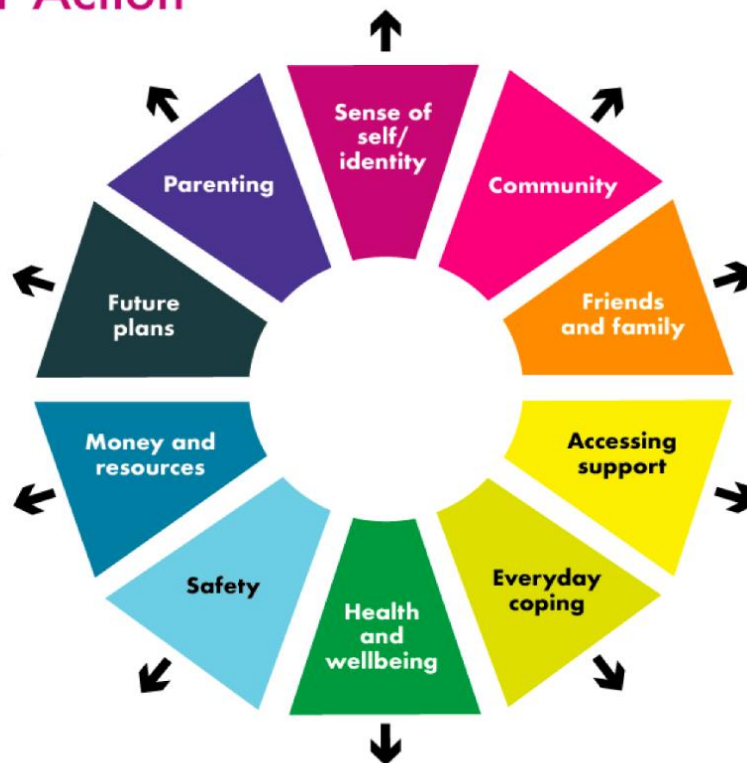 Action
Sense of
self/
identity
Community
Friends
and family
Accessing
support
Everyday
coping
Health
and
wellbeing
Safety
Money and
resources
Future
plans
Parenting